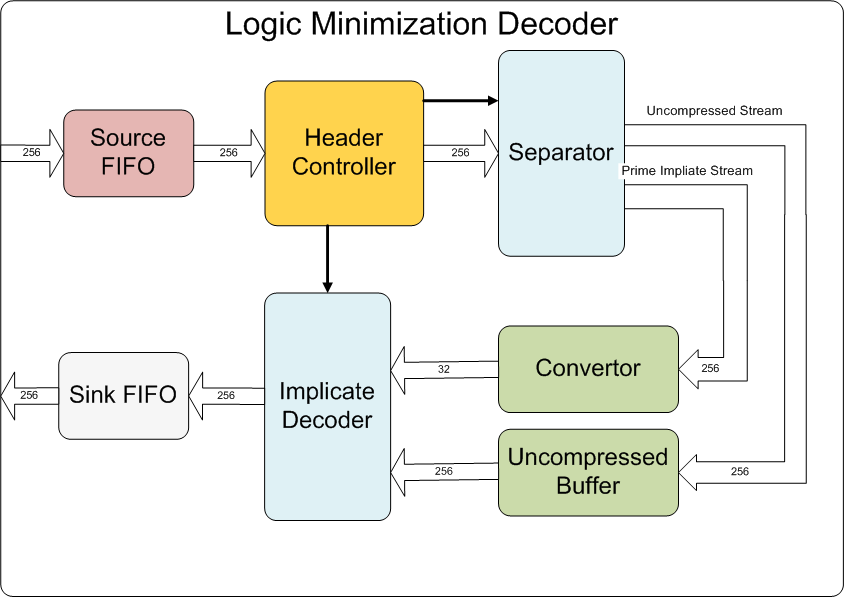 Logic Minimization Decoder
Uncompressed Stream
Source
FIFO
Header
Controller
Separator
256
256
256
Prime Impliate Stream
Sink FIFO
Implicate
Decoder
Convertor
256
256
32
256
Uncompressed
Buffer
256
256